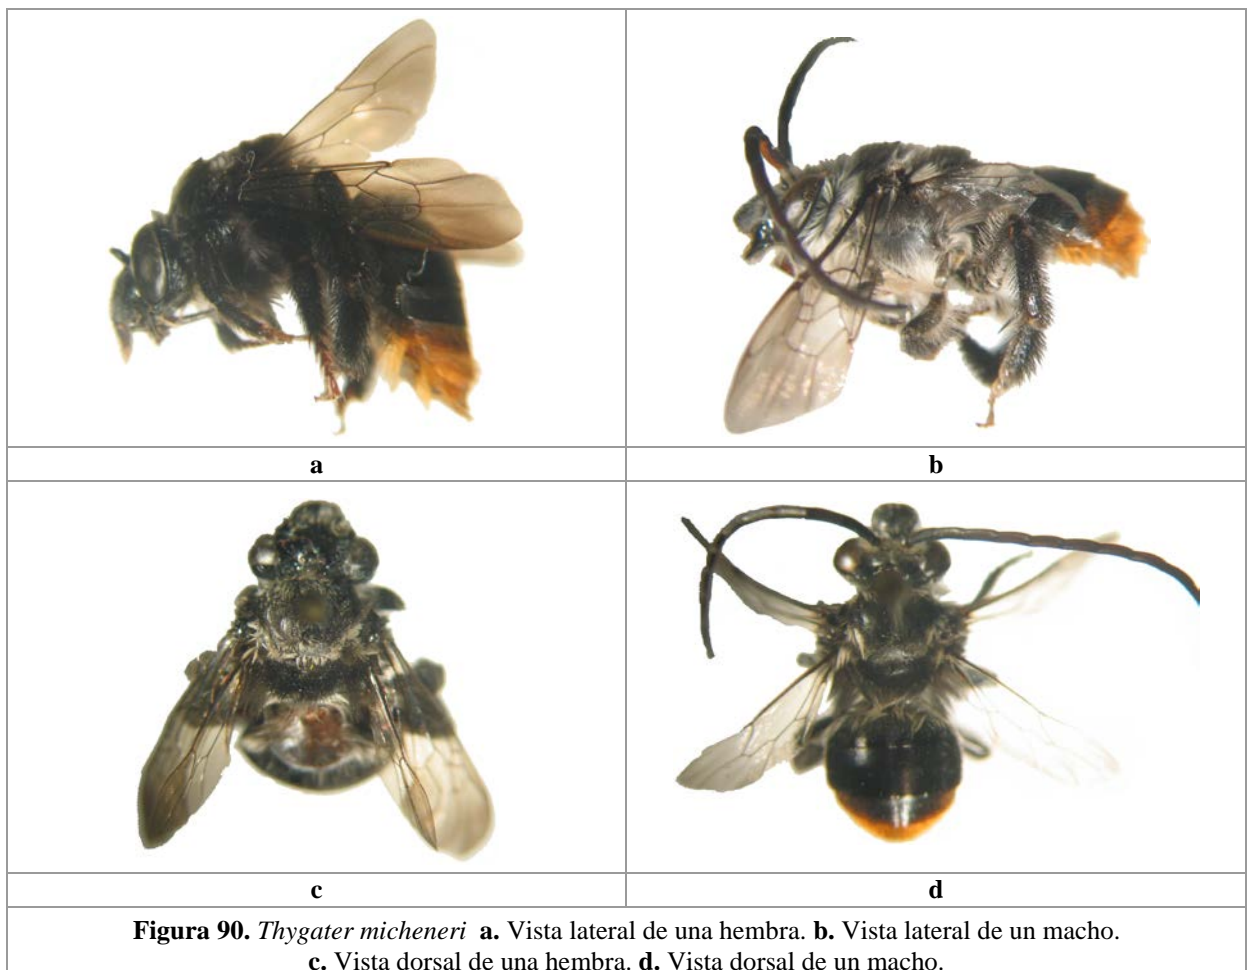 a
b
c
d
Figura 90. Thygater micheneri a. Vista lateral de una hembra. b. Vista lateral de un macho.
c. Vista dorsal de una hembra. d. Vista dorsal de un macho.